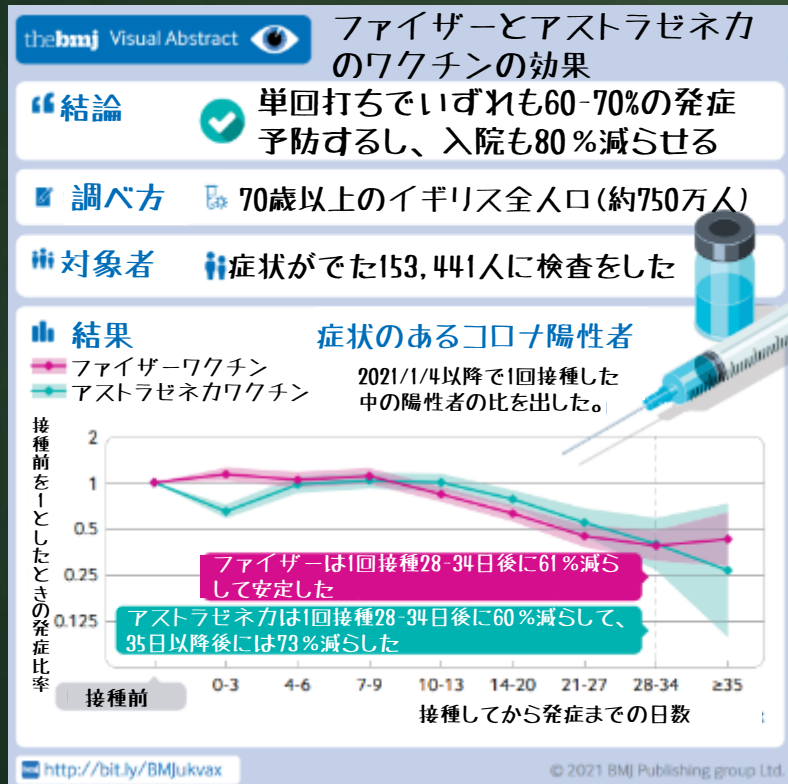 thebmj Visual Abstract
ファイザーとアストラゼネカ
のワクチンの効果
結論
単回打ちでいずれも60-70%の発症
予防するし、入院も80%減らせる
調べ方
70歳以上のイギリス全人口(約750万人)
対象者
症状がでた153,441人に検査をした
結果
症状のあるコロナ陽性者
ファイザーワクチン
アストラゼネカワクチン
2021/1/4以降で1回接種した
中の陽性者の比を出した。
接種前を1としたときの発症比率
2
1
0.5
0.25
0.125
ファイザーは1回接種28-34日後に61%減ら
して安定した
アストラゼネカは1回接種28-34日後に60%減らして、
35日以降後には73%減らした
接種前
0-3
4-6
7-9
10-13
14-20
21-27
28-34
≥35
接種してから発症までの日数
http://bit.ly/BMJukvax
© 2021 BMJ Publishing group Ltd.